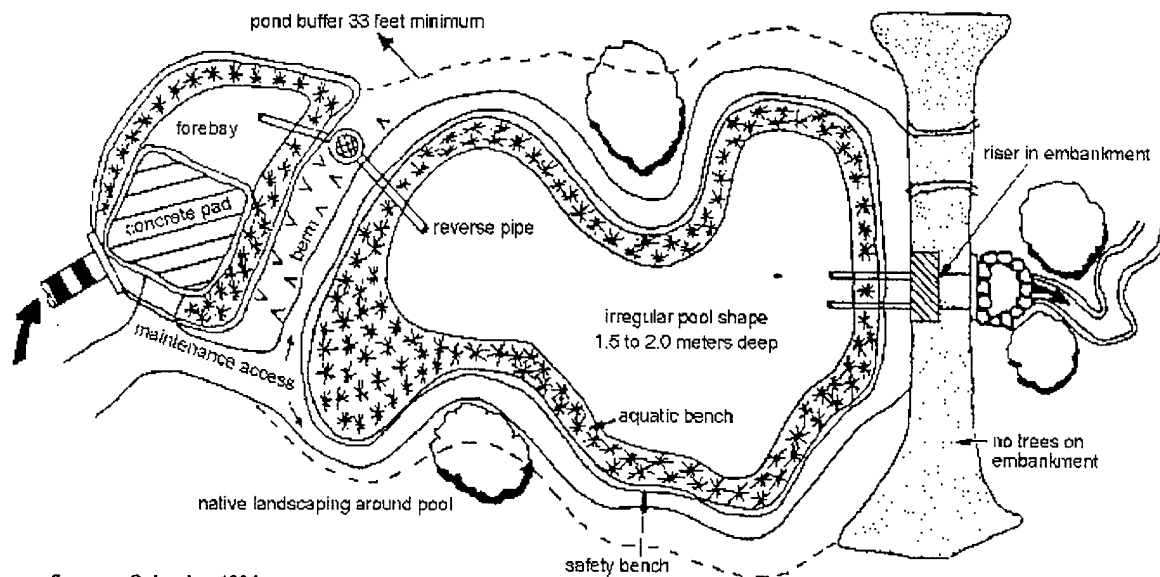 pond buffer 33 feet minimum
forebay
riser in embankment
concrete pad
berm
reverse pipe
irregular pool shape
1.5 to 2.0 meters deep
maintenance access
aquatic bench
no trees on
embankment
native landscaping around pool
safety bench